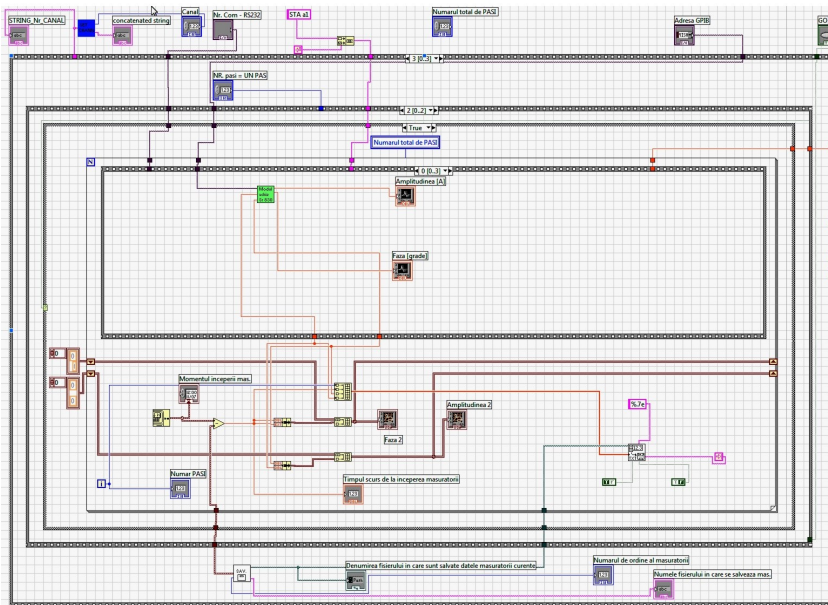 STRING_Nr_CANAL
concatenated string
Canal
Nr. Com - RS232
STA a1
Numarul total de PASI
Adresa GPIB
GO
3 [0..3]
NR. pasi = UN PAS
2 [0..2]
True
Numarul total de PASI
N
0 [0..3]
Amplitudinea [A]
Faza [grade]
Momentul inceperii mas.
Faza 2
Amplitudinea 2
%.7e
Numar PASI
i
Timpul scurs de la inceperea masuratorii
Denumirea fisierului in care sunt salvate datele masuratorii curente
Numarul de ordine al masuratorii
Numele fisierului in care se salveaza mas.